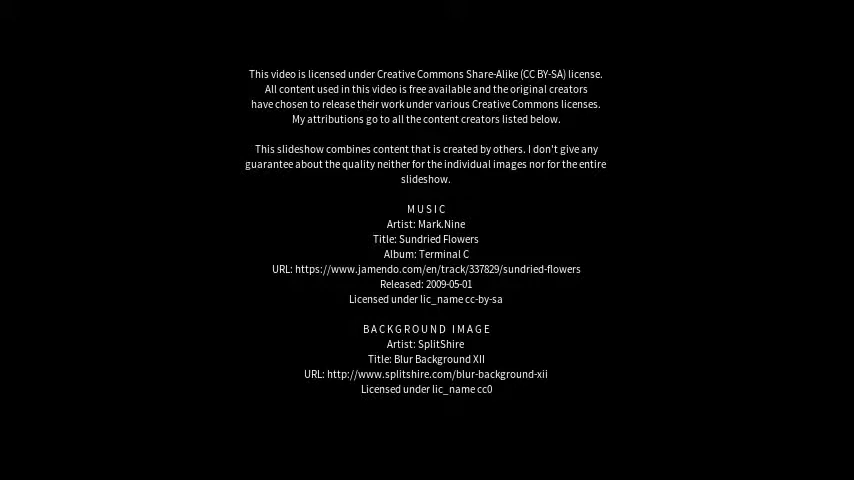 This video is licensed under Creative Commons Share-Alike (CC BY-SA) license.
All content used in this video is free available and the original creators
have chosen to release their work under various Creative Commons licenses.
My attributions go to all the content creators listed below.
This slideshow combines content that is created by others. I don't give any
guarantee about the quality neither for the individual images nor for the entire
slideshow.
MUSIC
Artist: Mark.Nine
Title: Sundried Flowers
Album: Terminal C
URL: https://www.jamendo.com/en/track/337829/sundried-flowers
Released: 2009-05-01
Licensed under lic_name cc-by-sa
BACKGROUND IMAGE
Artist: SplitShire
Title: Blur Background XII
URL: http://www.splitshire.com/blur-background-xii
Licensed under lic_name cc0